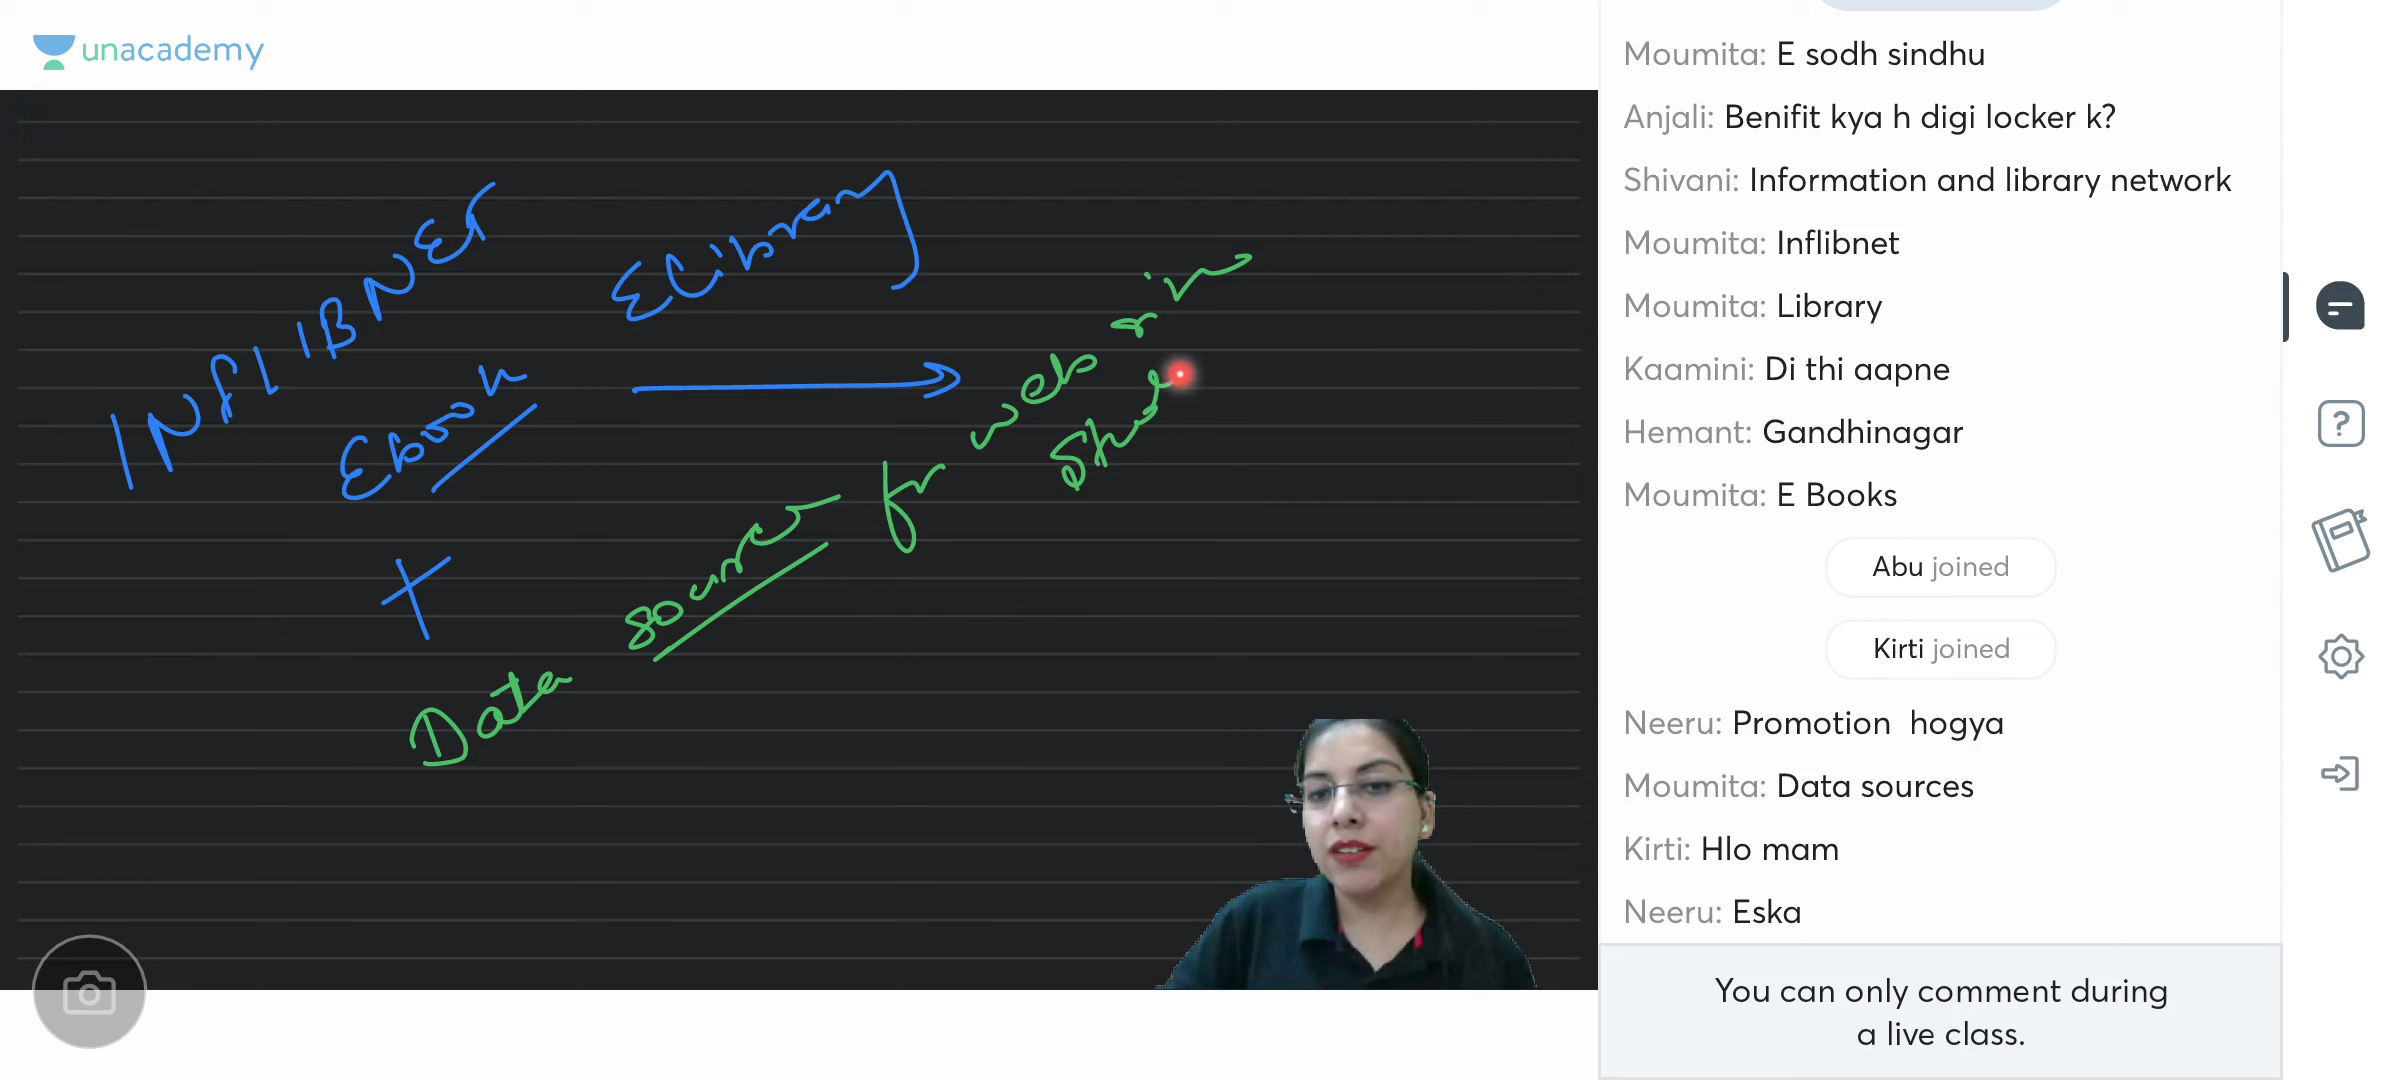 unacademy
INFLIBNET
ELibrary
Ebook
+
Data source for web
Moumita: E sodh sindhu
Anjali: Benifit kya h digi locker k?
Shivani: Information and library network
Moumita: Inflibnet
Moumita: Library
Kaamini: Di thi aapne
Hemant: Gandhinagar
Moumita: E Books
Abu joined
Kirti joined
Neeru: Promotion hogya
Moumita: Data sources
Kirti: Hlo mam
Neeru: Eska
You can only comment during
a live class.
?